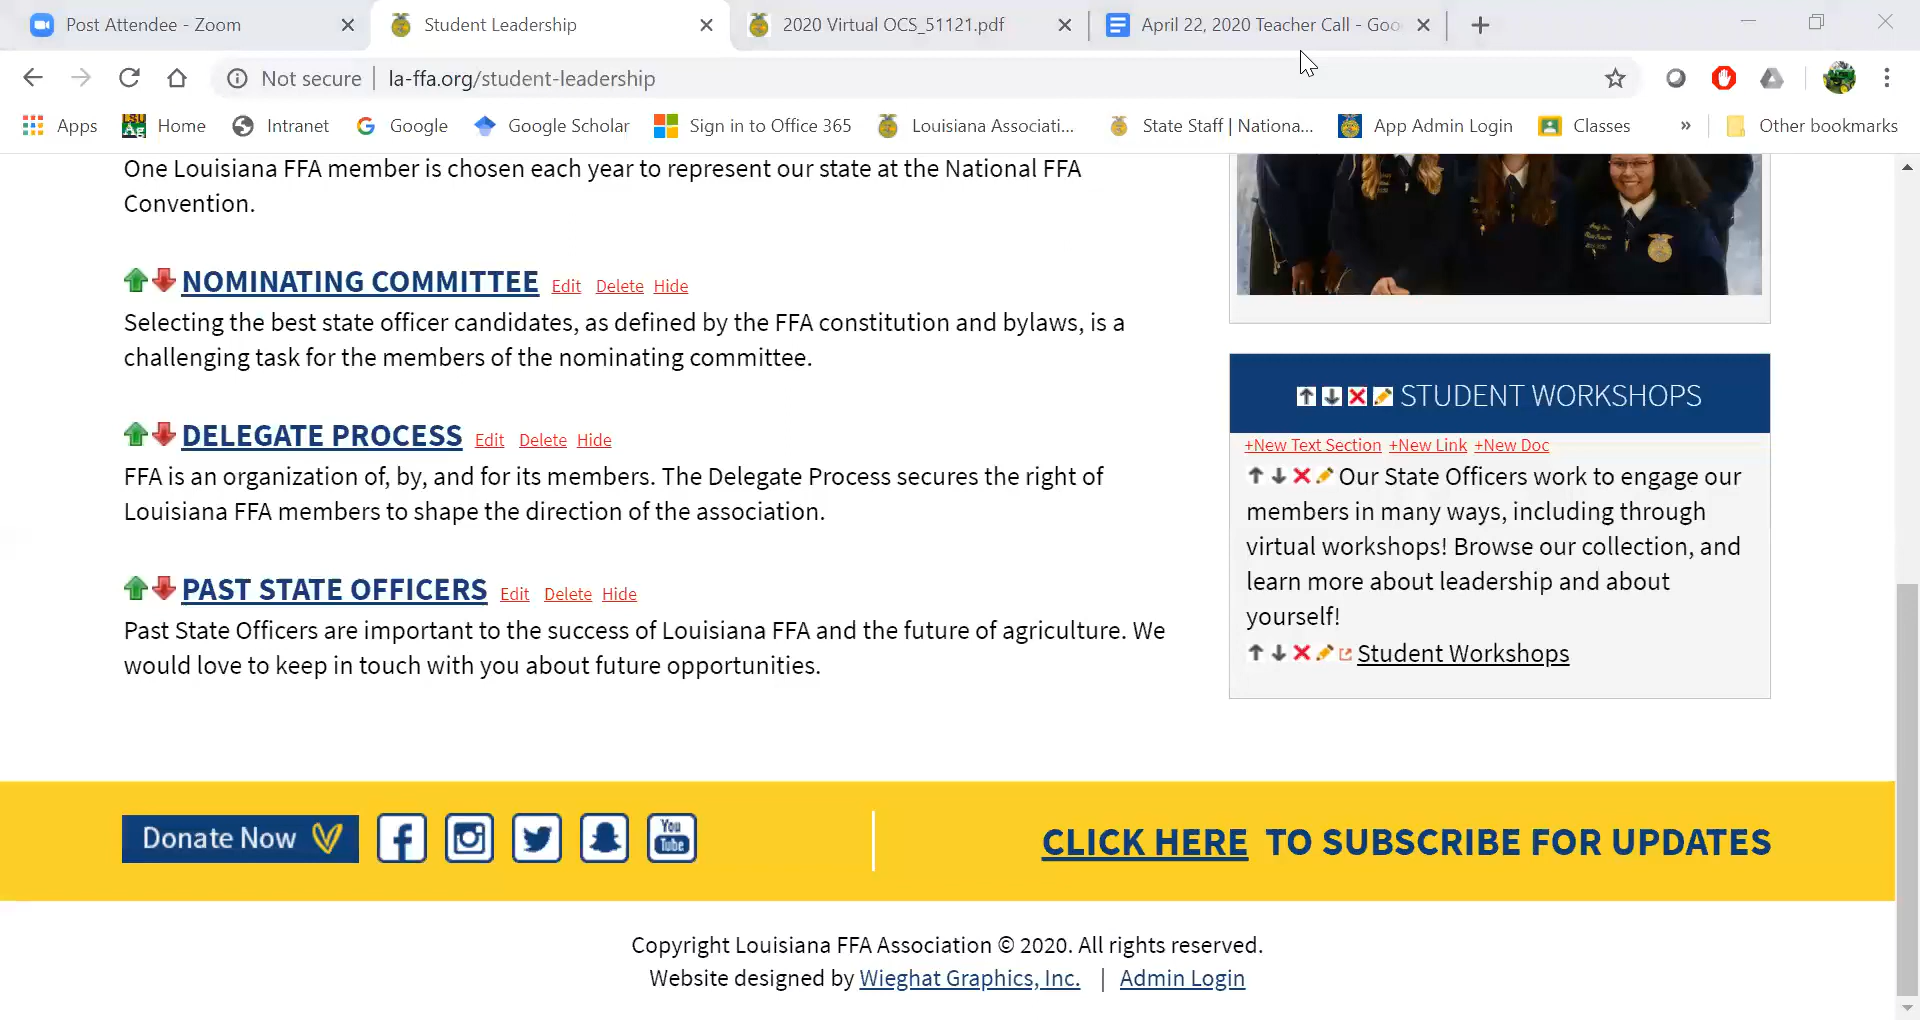 Post Attendee - Zoom
Student Leadership
2020 Virtual OCS_51121.pdf
April 22, 2020 Teacher Call - Goo
Not secure
la-ffa.org/student-leadership
Apps
LSU Ag Home
Intranet
Google
Google Scholar
Sign in to Office 365
Louisiana Associati...
State Staff | Nationa...
App Admin Login
Classes
»
Other bookmarks
One Louisiana FFA member is chosen each year to represent our state at the National FFA
Convention.
NOMINATING COMMITTEE Edit Delete Hide
Selecting the best state officer candidates, as defined by the FFA constitution and bylaws, is a
challenging task for the members of the nominating committee.
DELEGATE PROCESS Edit Delete Hide
FFA is an organization of, by, and for its members. The Delegate Process secures the right of
Louisiana FFA members to shape the direction of the association.
PAST STATE OFFICERS Edit Delete Hide
Past State Officers are important to the success of Louisiana FFA and the future of agriculture. We
would love to keep in touch with you about future opportunities.
STUDENT WORKSHOPS
+New Text Section +New Link +New Doc
Our State Officers work to engage our
members in many ways, including through
virtual workshops! Browse our collection, and
learn more about leadership and about
yourself!
Student Workshops
Donate Now
You
Tube
CLICK HERE TO SUBSCRIBE FOR UPDATES
Copyright Louisiana FFA Association © 2020. All rights reserved.
Website designed by Wieghat Graphics, Inc. | Admin Login